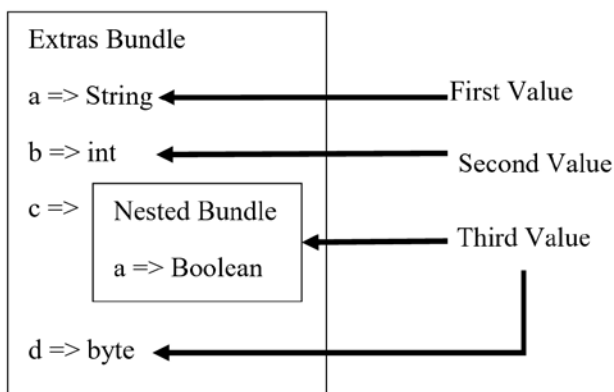 Extras Bundle
a => String
First Value
b => int
Second Value
c =>
Nested Bundle
a => Boolean
Third Value
d => byte